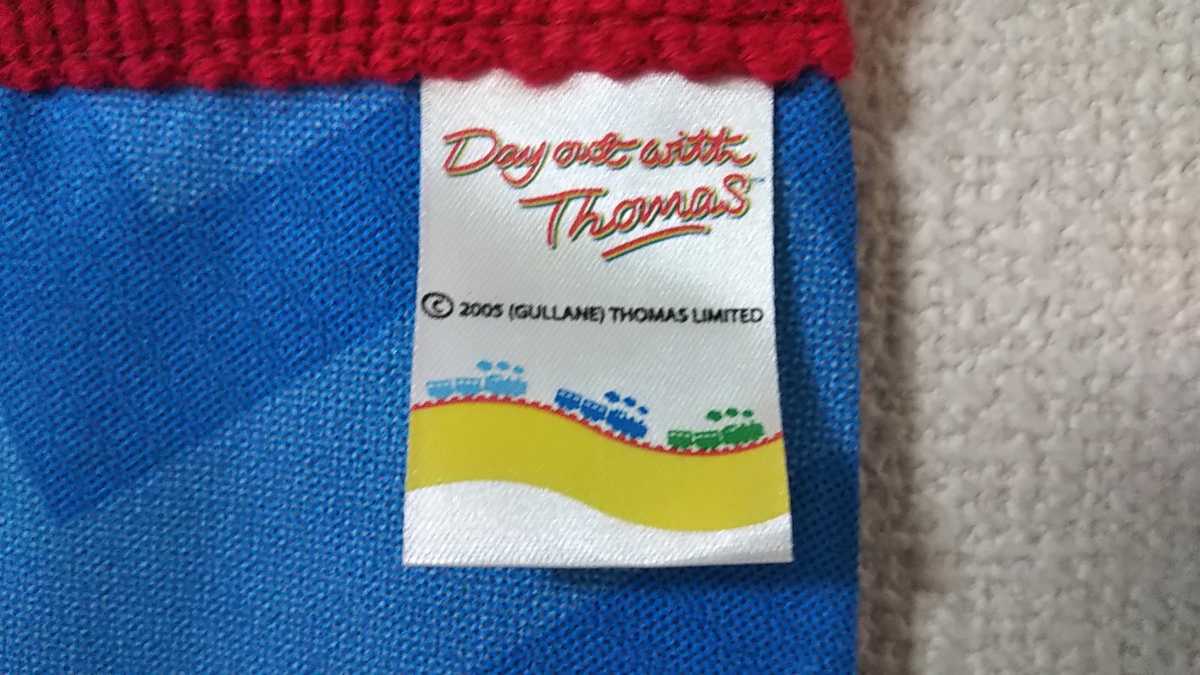 Day out with
Thomas™
© 2005 (GULLANE) THOMAS LIMITED